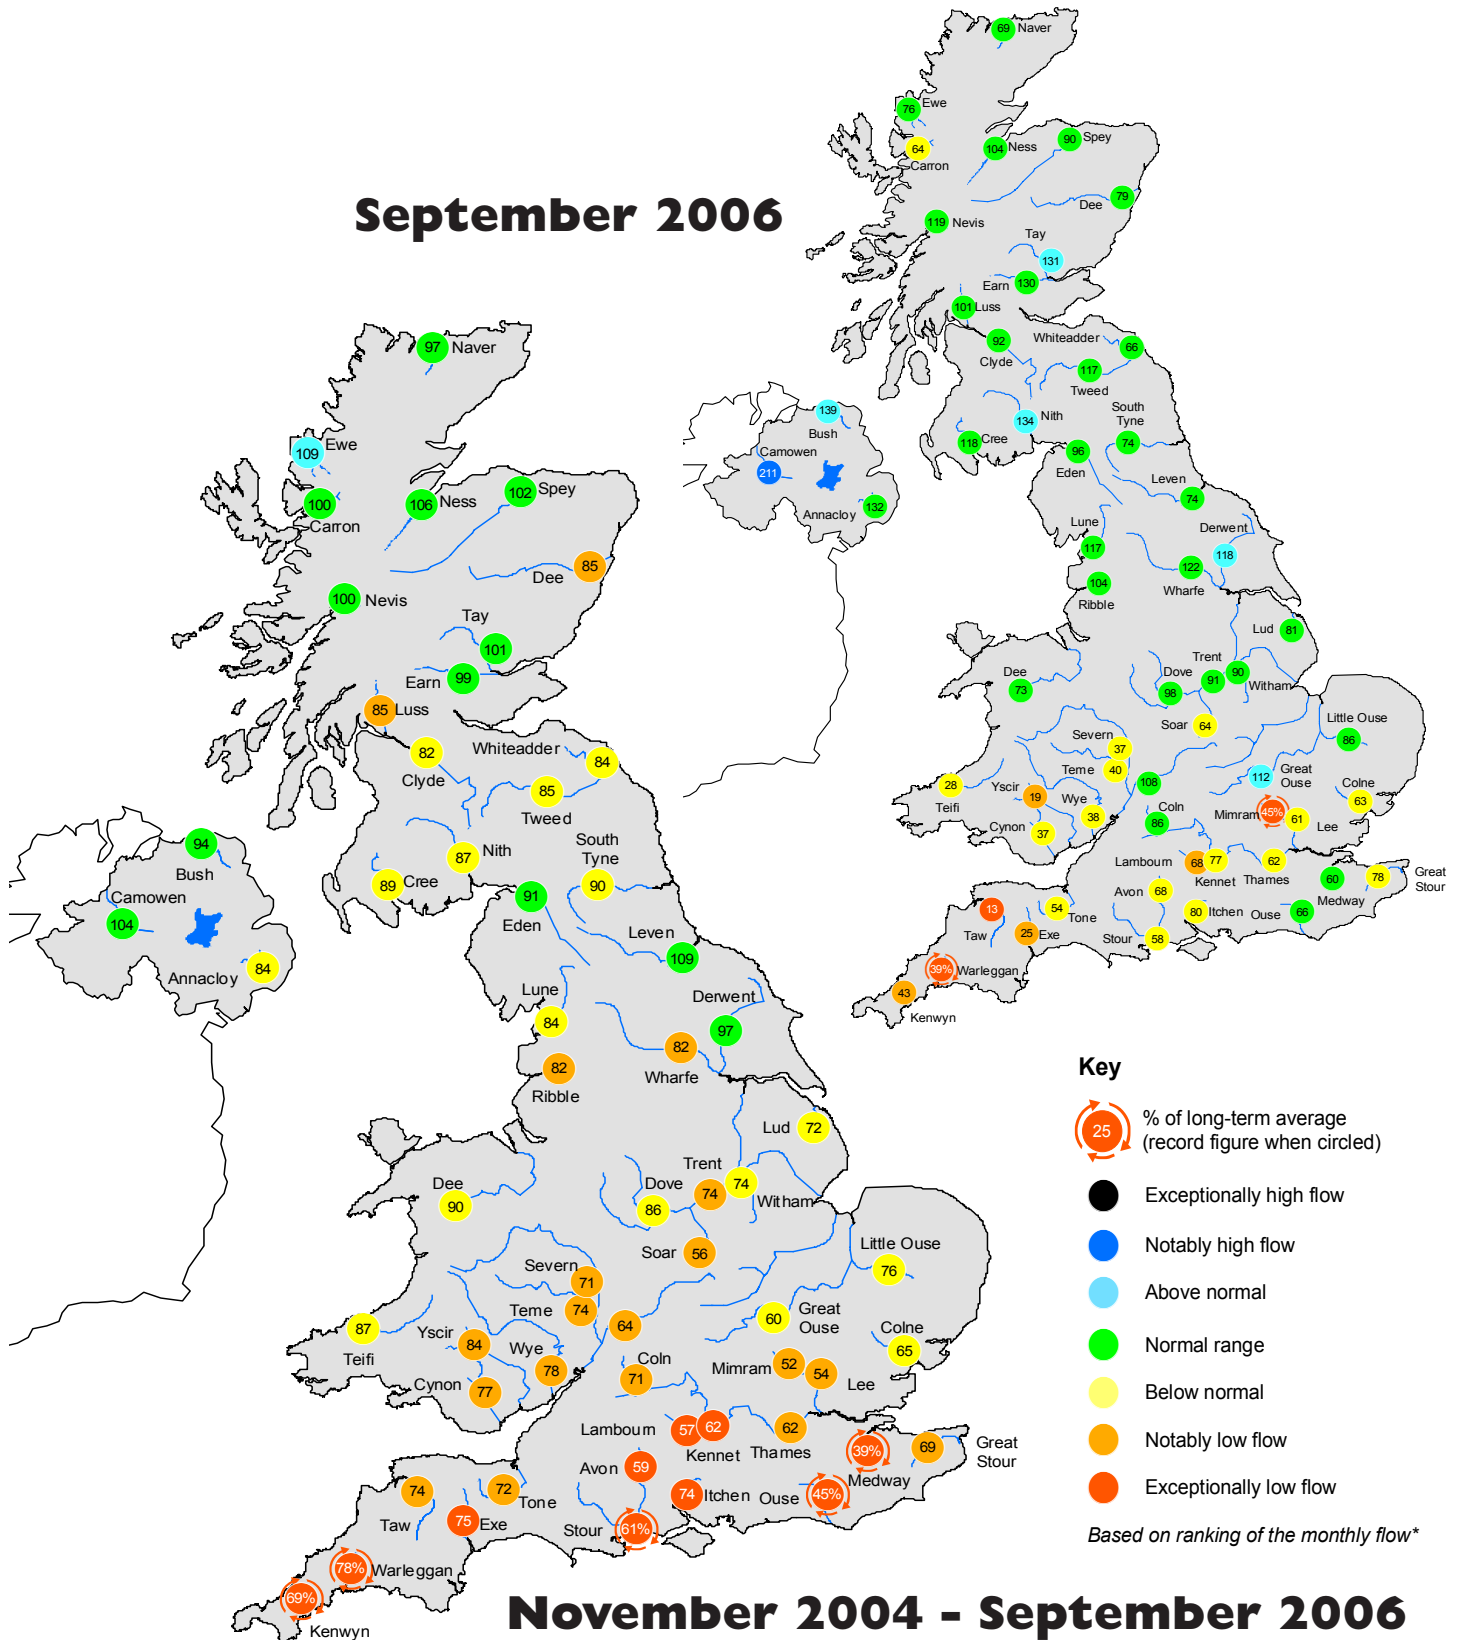 September 2006
69 Naver
76 Ewe
64
Carron
104 Ness
90 Spey
Dee 79
119 Nevis
Tay
131
Earn 130
101 Luss
92
Clyde
Whiteadder
66
117
Tweed
134 Nith
118 Cree
South
Tyne
74
96
Eden
139
Bush
Camowen
211
Annacloy 132
Leven
74
Lune
117
Derwent
118
122
Wharfe
104
Ribble
Lud 81
Trent
91
90
Witham
Dove
98
Dee
73
Soar 64
Severn
37
Teme 40
108
Little Ouse
86
112 Great
Ouse
Colne
63
28
Teifi
Yscir
19
Wye
38
Cynon
37
Coln
86
Mimram 45%
61
Lee
Lambourn
68 77
Kennet
62
Thames
60
Medway
78
Great
Stour
Avon
68
80 Itchen
Ouse 66
Stour 58
13
Taw
54
Tone
25 Exe
39% Warleggan
43
Kenwyn
97 Naver
109 Ewe
100
Carron
106 Ness
102 Spey
Dee 85
100 Nevis
Tay
101
Earn 99
85 Luss
82
Clyde
Whiteadder
84
85
Tweed
87 Nith
89 Cree
South
Tyne
90
91
Eden
94
Bush
Camowen
104
Annacloy 84
Leven
109
Lune
84
Derwent
97
82
Wharfe
82
Ribble
Lud 72
Trent
74
74
Witham
Dove
86
Dee
90
Soar 56
Severn
71
Teme 74
64
Little Ouse
76
60 Great
Ouse
Colne
65
87
Teifi
Yscir
84
Wye
78
Cynon
77
Coln
71
Mimram 52
54
Lee
Lambourn 57 62
Kennet
62
Thames
39%
Medway
69
Great
Stour
Avon 59
74 Itchen
Ouse 45%
Stour 61%
74
Taw
72
Tone
75 Exe
78% Warleggan
69%
Kenwyn
Key
25
% of long-term average
(record figure when circled)
Exceptionally high flow
Notably high flow
Above normal
Normal range
Below normal
Notably low flow
Exceptionally low flow
Based on ranking of the monthly flow*
November 2004 - September 2006